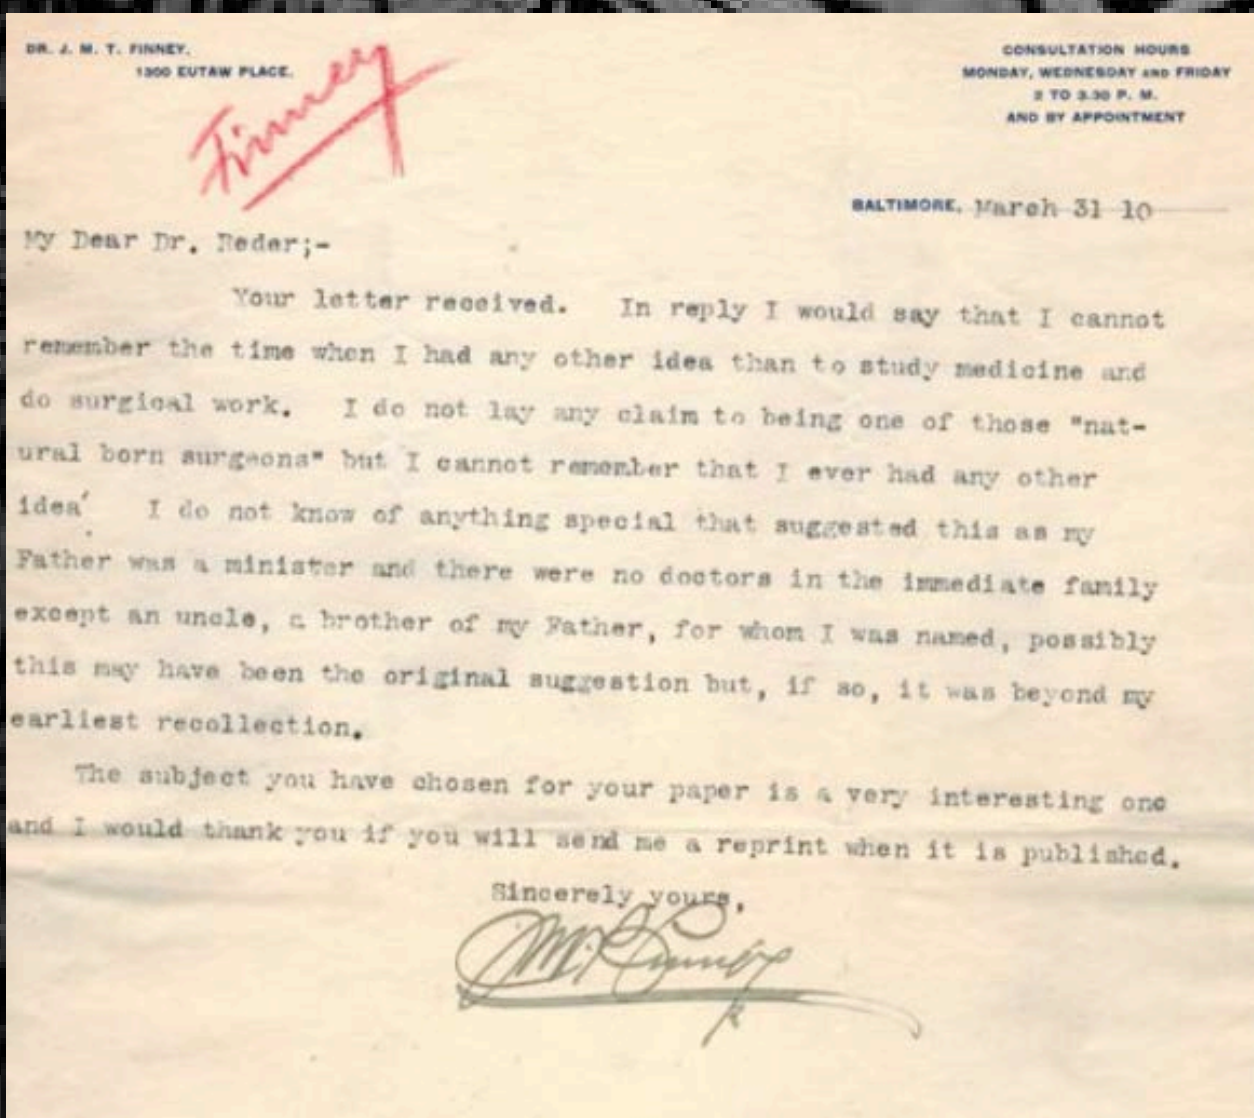 DR. J. M. T. FINNEY,
1300 EUTAW PLACE.
Finney
CONSULTATION HOURS
MONDAY, WEDNESDAY AND FRIDAY
2 TO 3.30 P. M.
AND BY APPOINTMENT
BALTIMORE, March 31 10
My Dear Dr. Reder;-
Your letter received. In reply I would say that I cannot
remember the time when I had any other idea than to study medicine and
do surgical work. I do not lay any claim to being one of those "nat-
ural born surgeons" but I cannot remember that I ever had any other
idea. I do not know of anything special that suggested this as my
Father was a minister and there were no doctors in the immediate family
except an uncle, a brother of my Father, for whom I was named, possibly
this may have been the original suggestion but, if so, it was beyond my
earliest recollection.
The subject you have chosen for your paper is a very interesting one
and I would thank you if you will send me a reprint when it is published.
Sincerely yours,
J.M.T. Finney